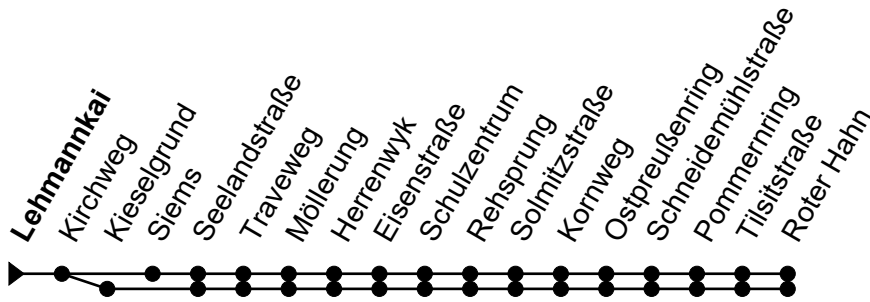 Lehmannkai
Kirchweg
Kieselgrund
Siems
Seelandstraße
Traveweg
Möllerung
Herrenwyk
Eisenstraße
Schulzentrum
Rehsprung
Solmitzstraße
Kornweg
Ostpreußenring
Schneidemühlstraße
Pommernring
Tilsitstraße
Roter Hahn